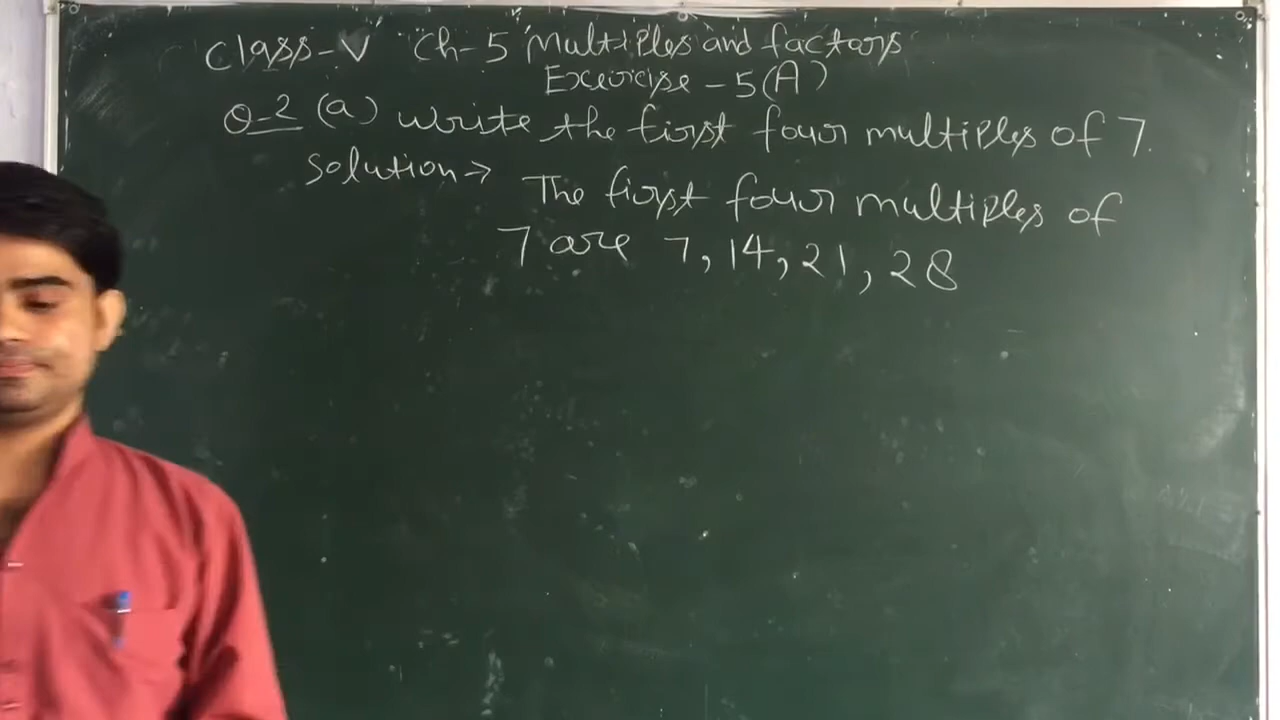 Class-V Ch-5 Multiples and factors
Exercise - 5(A)
Q-2 (a) write the first four multiples of 7.
Solution → The first four multiples of
7 are 7, 14, 21, 28